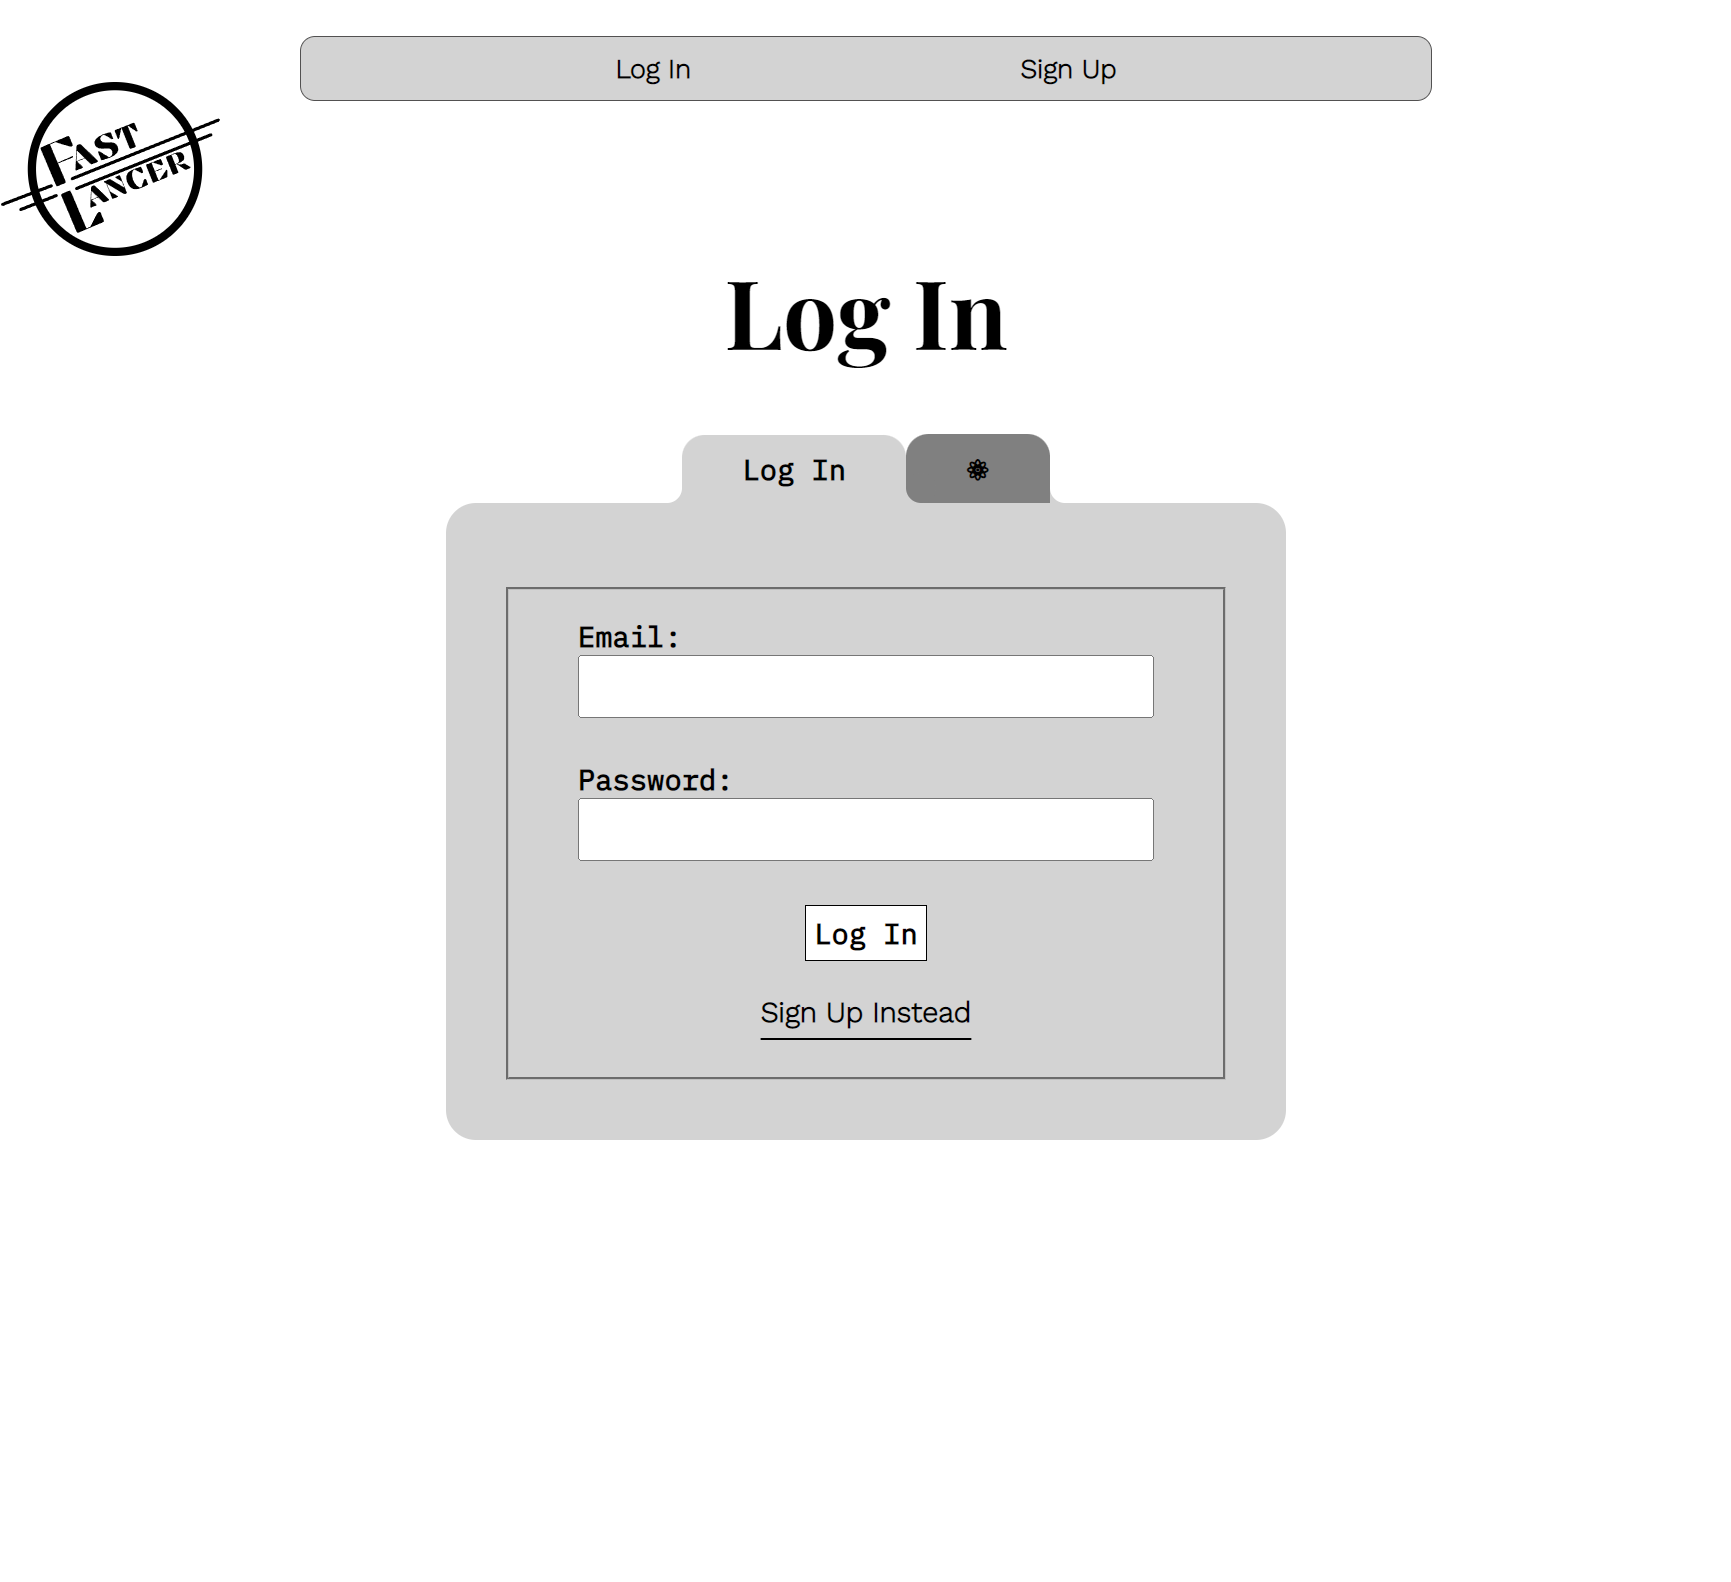 Log In
Sign Up
FAST
LANCER
Log In
Log In
Email:
Password:
Log In
Sign Up Instead